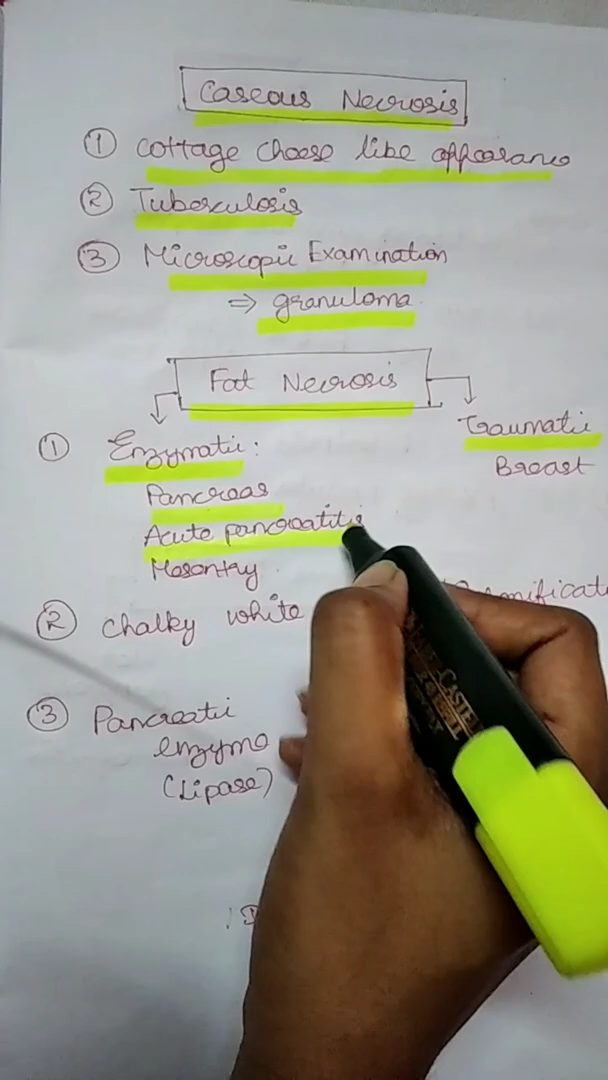 Caseous Necrosis
① Cottage cheese like appearance
② Tuberculosis
③ Microscopic Examination
⇒ granuloma.
Fat Necrosis
① Enzymatic:
Pancreas
Acute pancreatitis
Mesentry
Traumatic
Breast
② Chalky white
③ Pancreatic
enzyme
(Lipase)